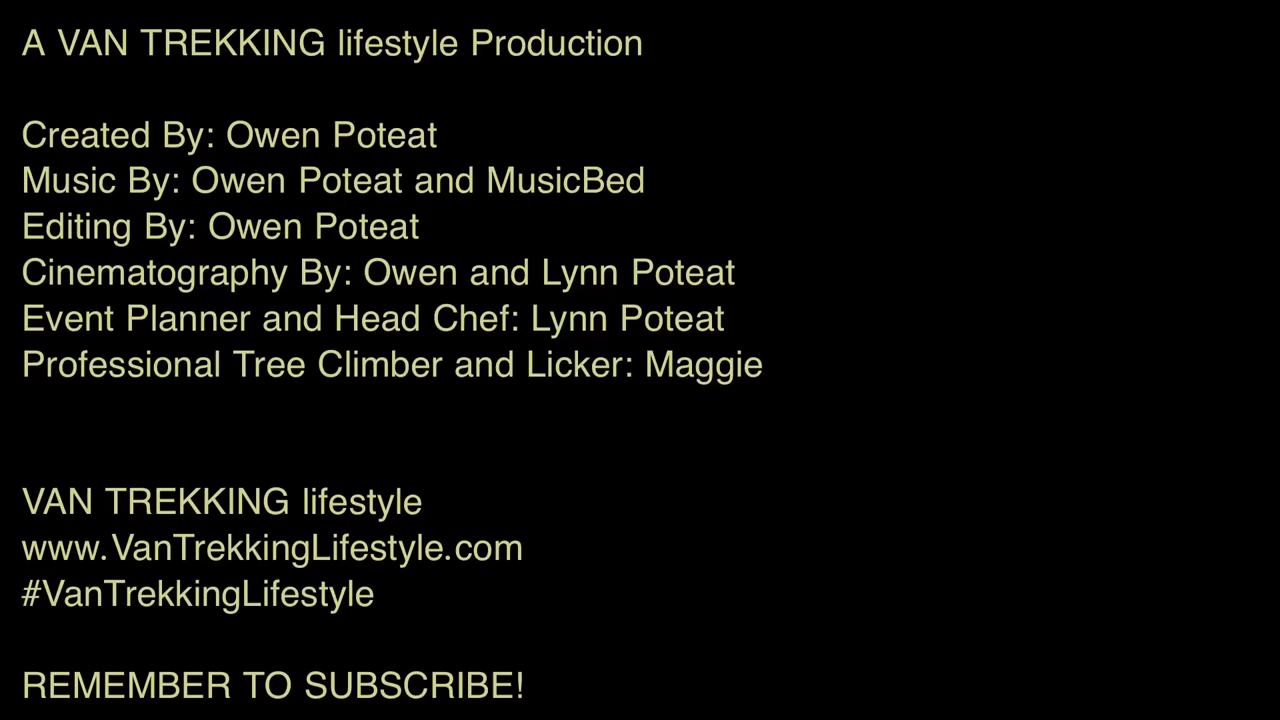 A VAN TREKKING lifestyle Production
Created By: Owen Poteat
Music By: Owen Poteat and MusicBed
Editing By: Owen Poteat
Cinematography By: Owen and Lynn Poteat
Event Planner and Head Chef: Lynn Poteat
Professional Tree Climber and Licker: Maggie
VAN TREKKING lifestyle
www.VanTrekkingLifestyle.com
#VanTrekkingLifestyle
REMEMBER TO SUBSCRIBE!